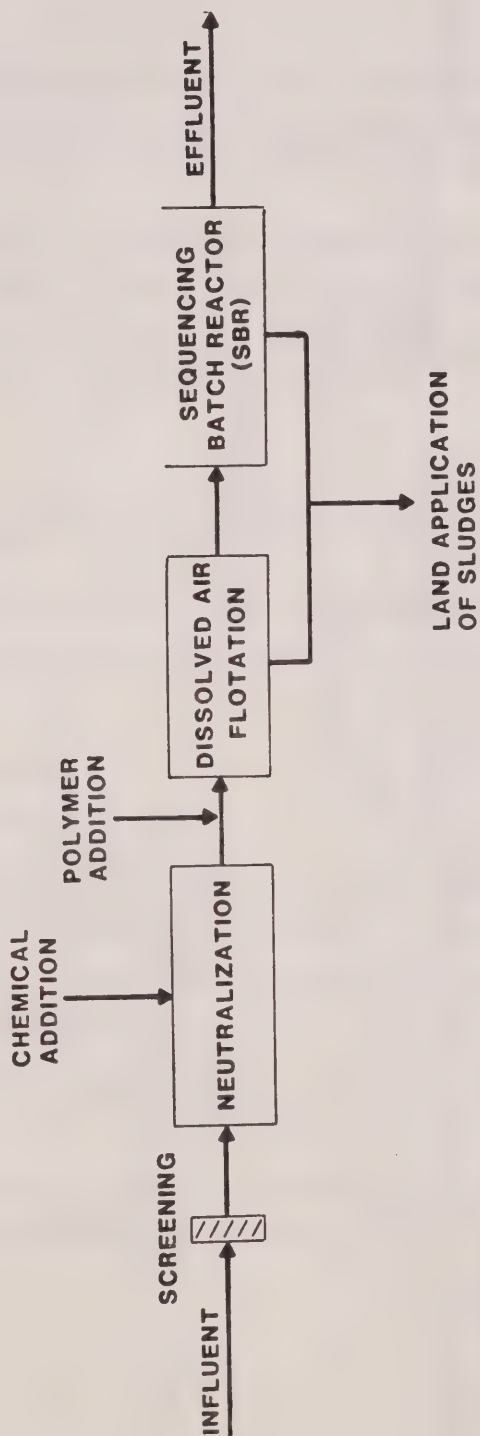 INFLUENT
SCREENING
CHEMICAL
ADDITION
NEUTRALIZATION
POLYMER
ADDITION
DISSOLVED AIR
FLOTATION
SEQUENCING
BATCH REACTOR
(SBR)
EFFLUENT
LAND APPLICATION
OF SLUDGES